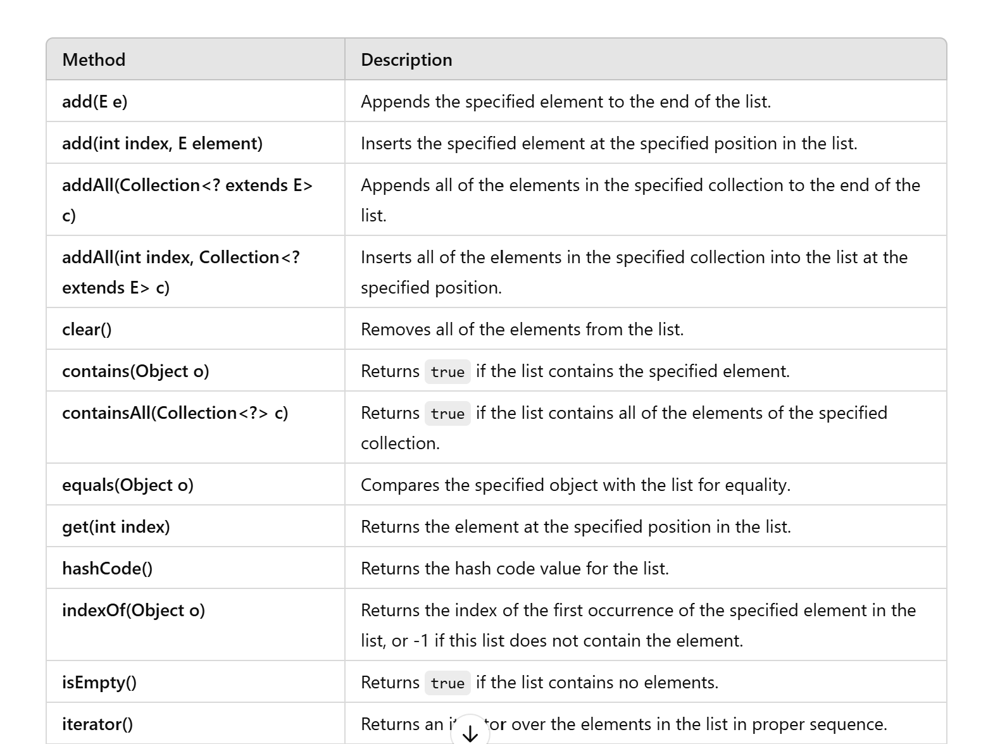 Method Description
add(E e) Appends the specified element to the end of the list.
add(int index, E element) Inserts the specified element at the specified position in the list.
addAll(Collection<? extends E> Appends all of the elements in the specified collection to the end of the
c) list.
addAll(int index, Collection<? Inserts all of the elements in the specified collection into the list at the
extends E> c) specified position.
clear() Removes all of the elements from the list.
contains(Object o) Returns true if the list contains the specified element.
containsAll(Collection<?> c) Returns true if the list contains all of the elements of the specified
collection.
equals(Object o) Compares the specified object with the list for equality.
get(int index) Returns the element at the specified position in the list.
hashCode() Returns the hash code value for the list.
indexOf(Object o) Returns the index of the first occurrence of the specified element in the
list, or -1 if this list does not contain the element.
isEmpty() Returns true if the list contains no elements.
iterator() Returns an over the elements in the list in proper sequence.